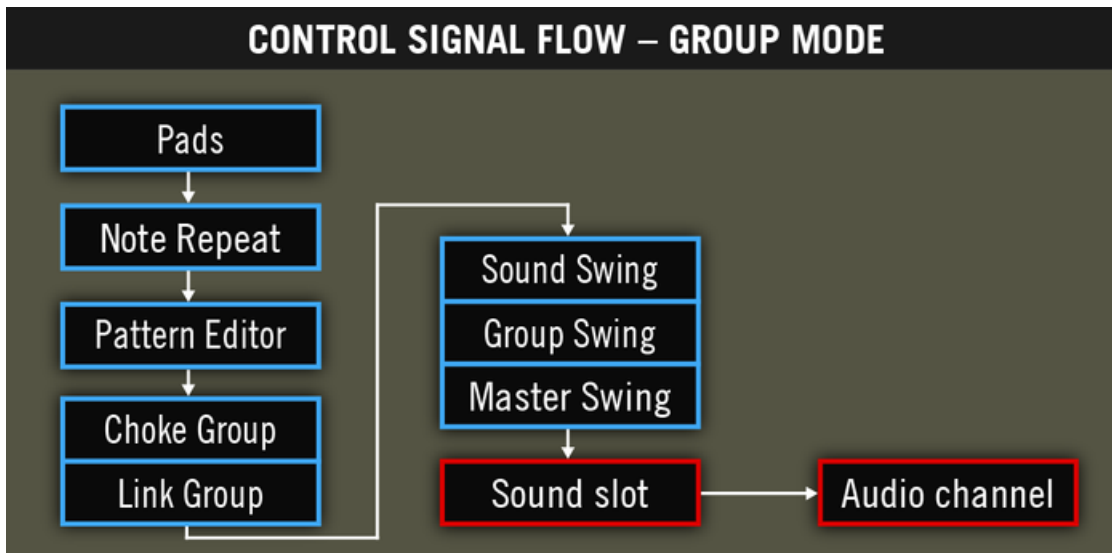 CONTROL SIGNAL FLOW – GROUP MODE
Pads
Note Repeat
Pattern Editor
Choke Group
Link Group
Sound Swing
Group Swing
Master Swing
Sound slot
Audio channel